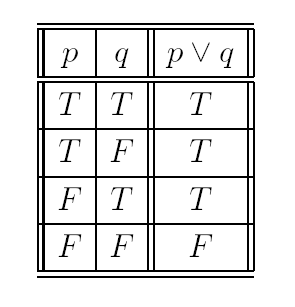 p q p ∨ q
T T T
T F T
F T T
F F F